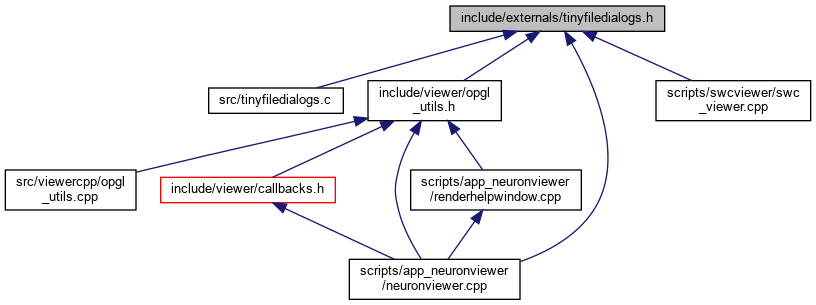 include/externals/tinyfiledialogs.h
src/tinyfiledialogs.c
include/viewer/opgl
_utils.h
scripts/swcviewer/swc
_viewer.cpp
src/viewercpp/opgl
_utils.cpp
include/viewer/callbacks.h
scripts/app_neuronviewer
/renderhelpwindow.cpp
scripts/app_neuronviewer
/neuronviewer.cpp